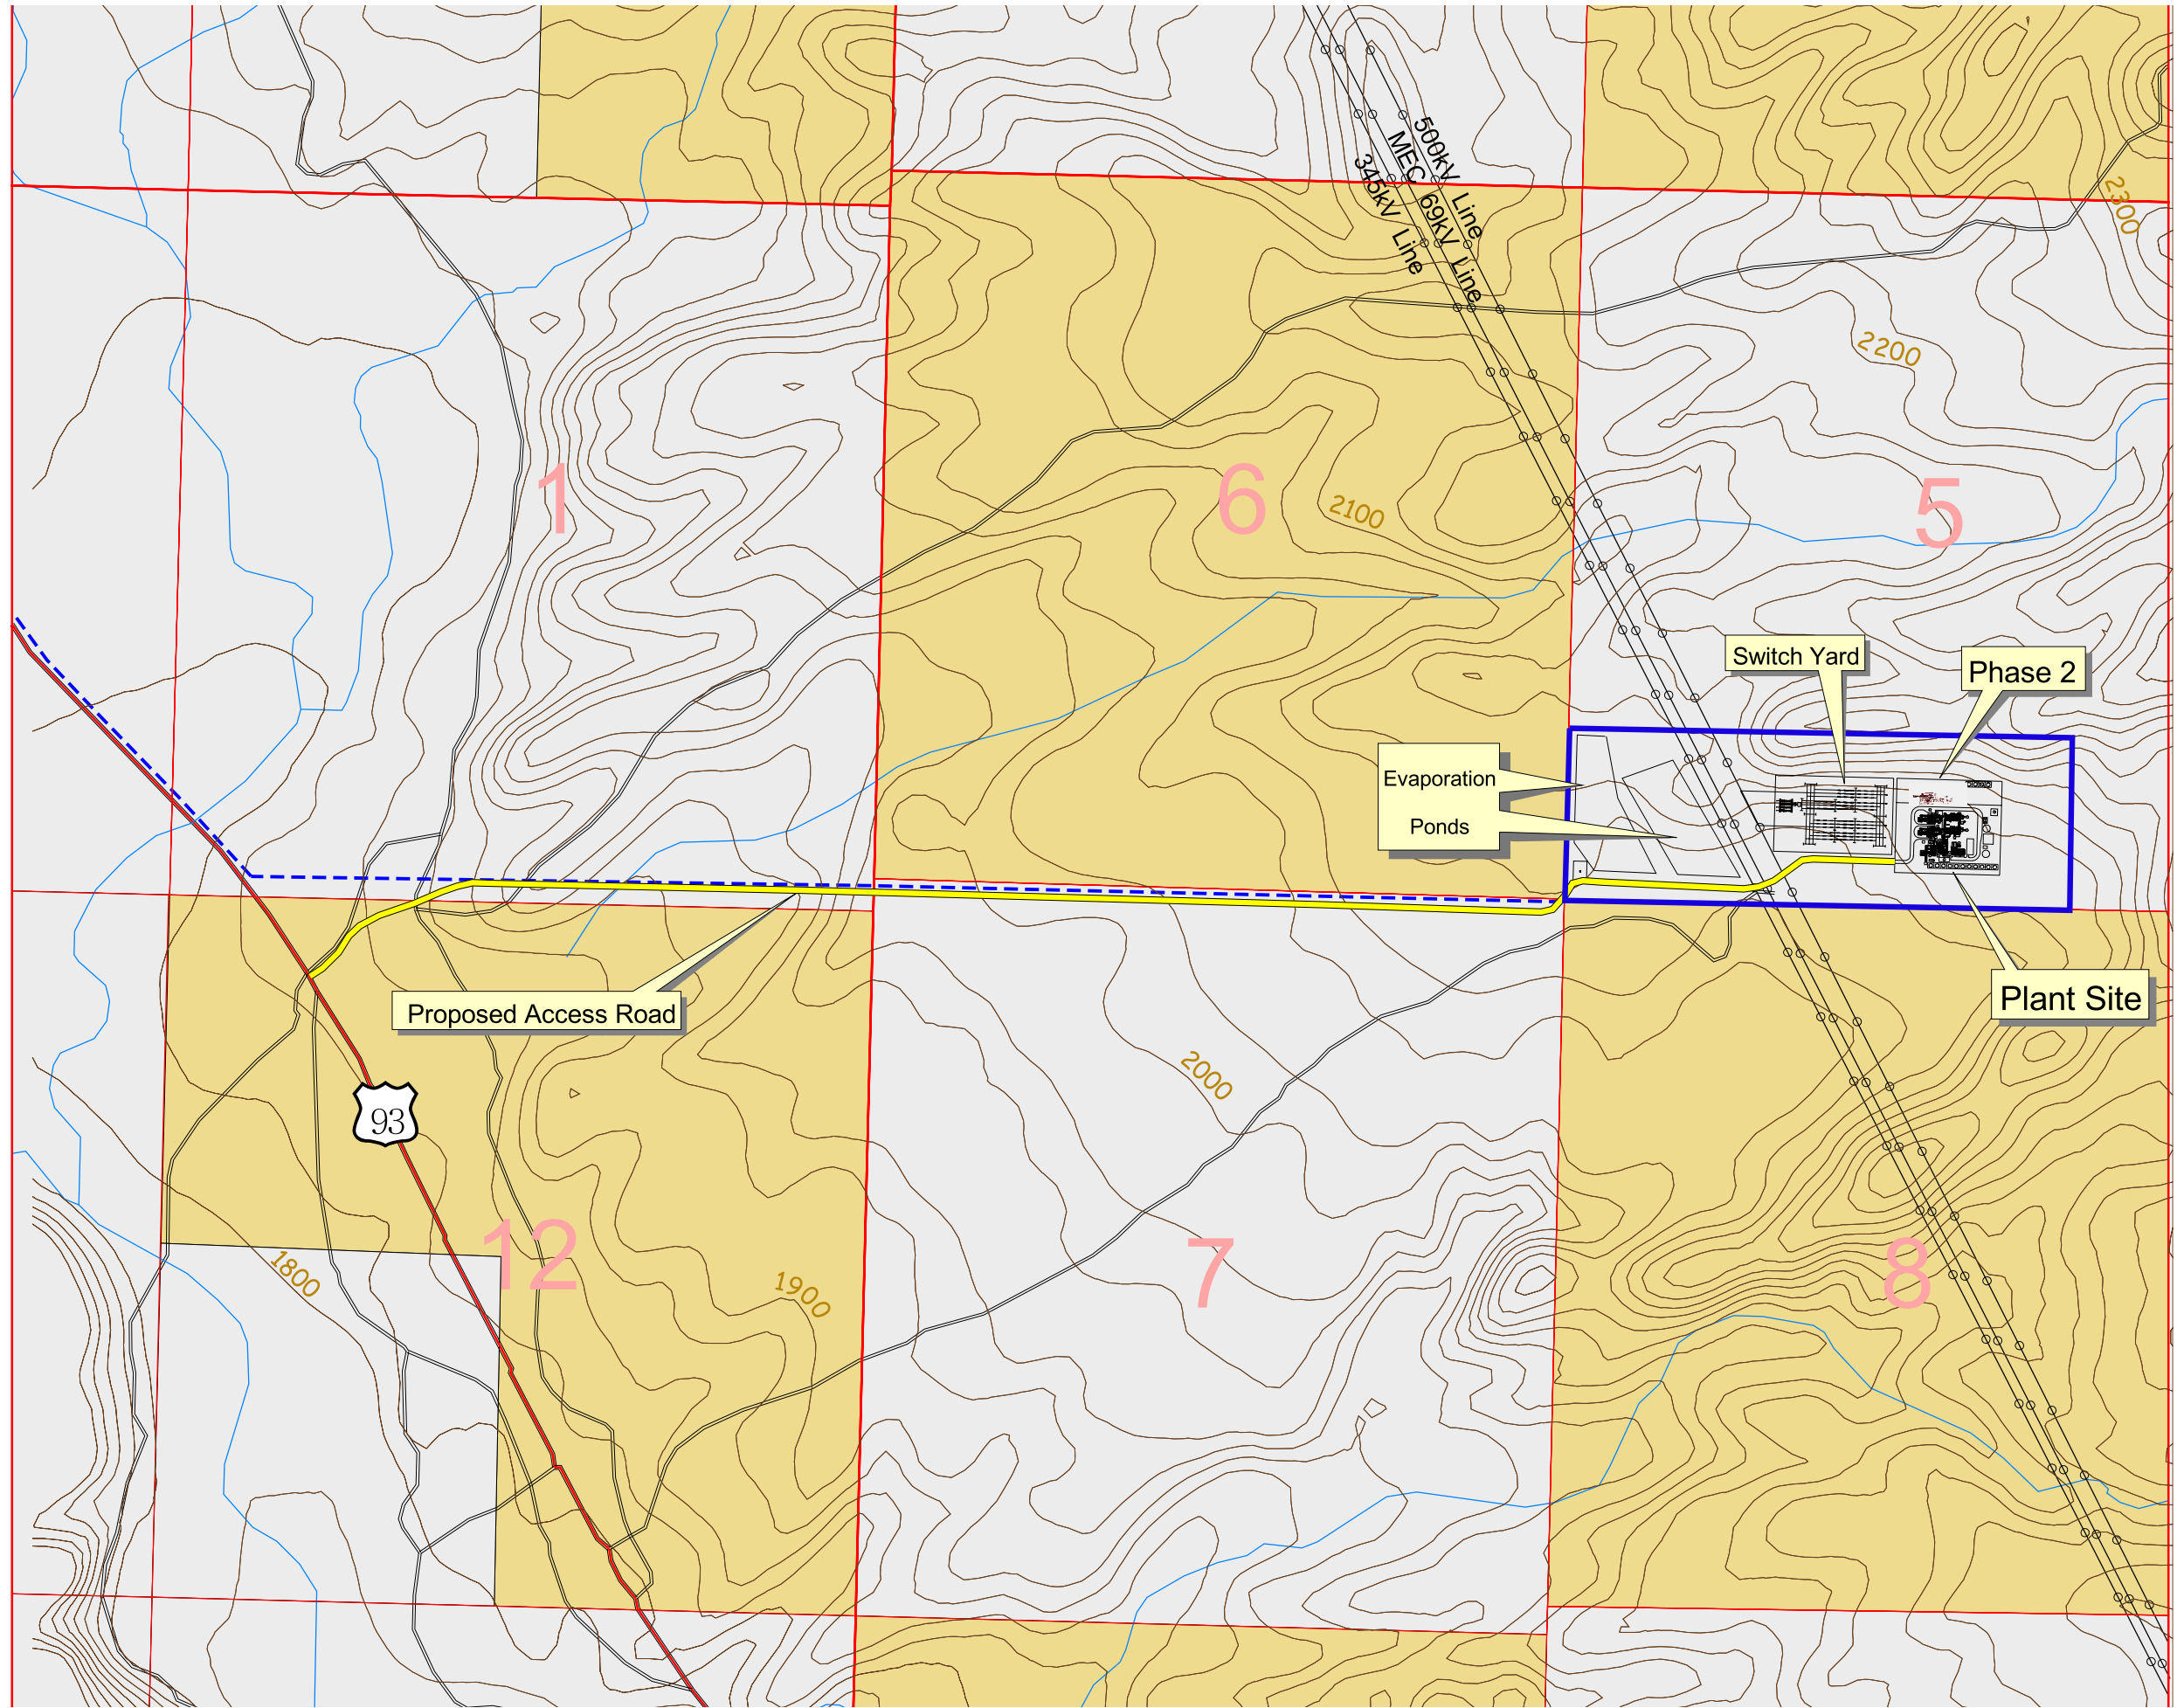 500kV Line
MEC 69kV Line
345kV Line
2300
2200
1
6
2100
5
Switch Yard
Phase 2
Evaporation
Ponds
Proposed Access Road
Plant Site
2000
93
12
1800
1900
7
8